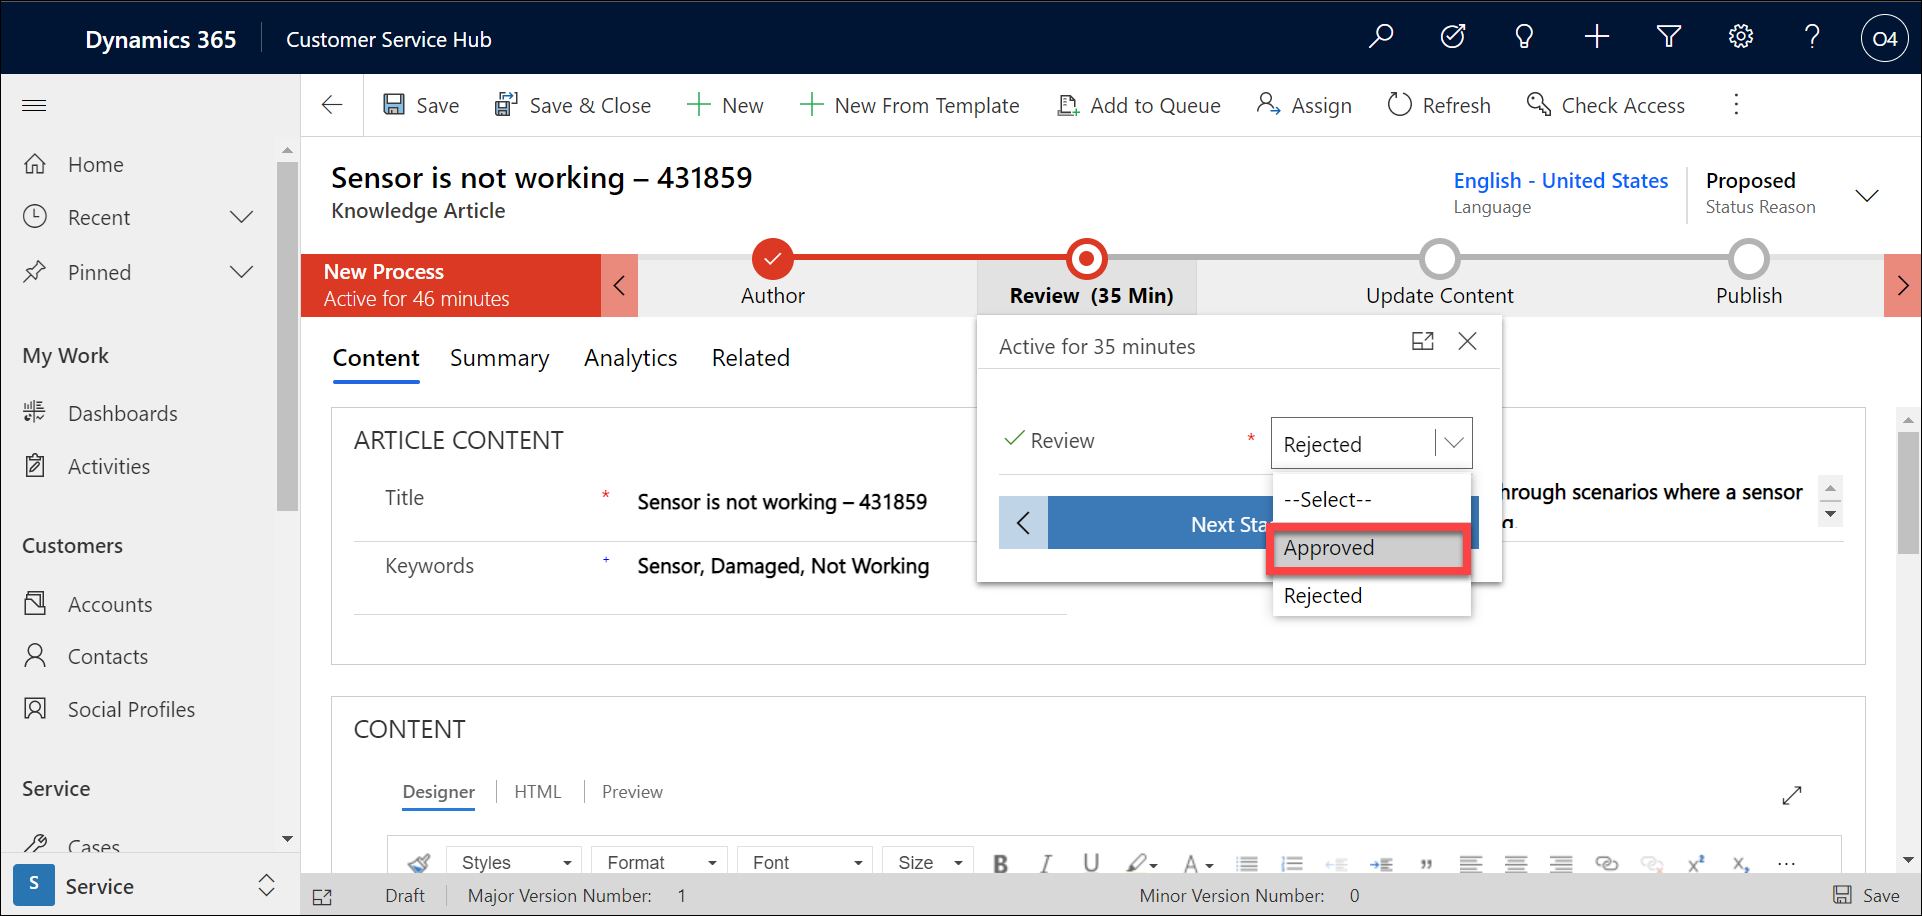 Dynamics 365
Customer Service Hub
O4
Save
Save & Close
New
New From Template
Add to Queue
Assign
Refresh
Check Access
Home
Recent
Pinned
My Work
Dashboards
Activities
Customers
Accounts
Contacts
Social Profiles
Service
Cases
S
Service
Sensor is not working – 431859
Knowledge Article
English - United States
Language
Proposed
Status Reason
New Process
Active for 46 minutes
Author
Review (35 Min)
Update Content
Publish
Content
Summary
Analytics
Related
Active for 35 minutes
Review
*
Rejected
--Select--
Approved
Rejected
Next Sta
ARTICLE CONTENT
Title
*
Sensor is not working – 431859
hrough scenarios where a sensor
Keywords
+
Sensor, Damaged, Not Working
CONTENT
Designer
HTML
Preview
Styles
Format
Font
Size
B
I
U
A
Draft
Major Version Number: 1
Minor Version Number: 0
Save